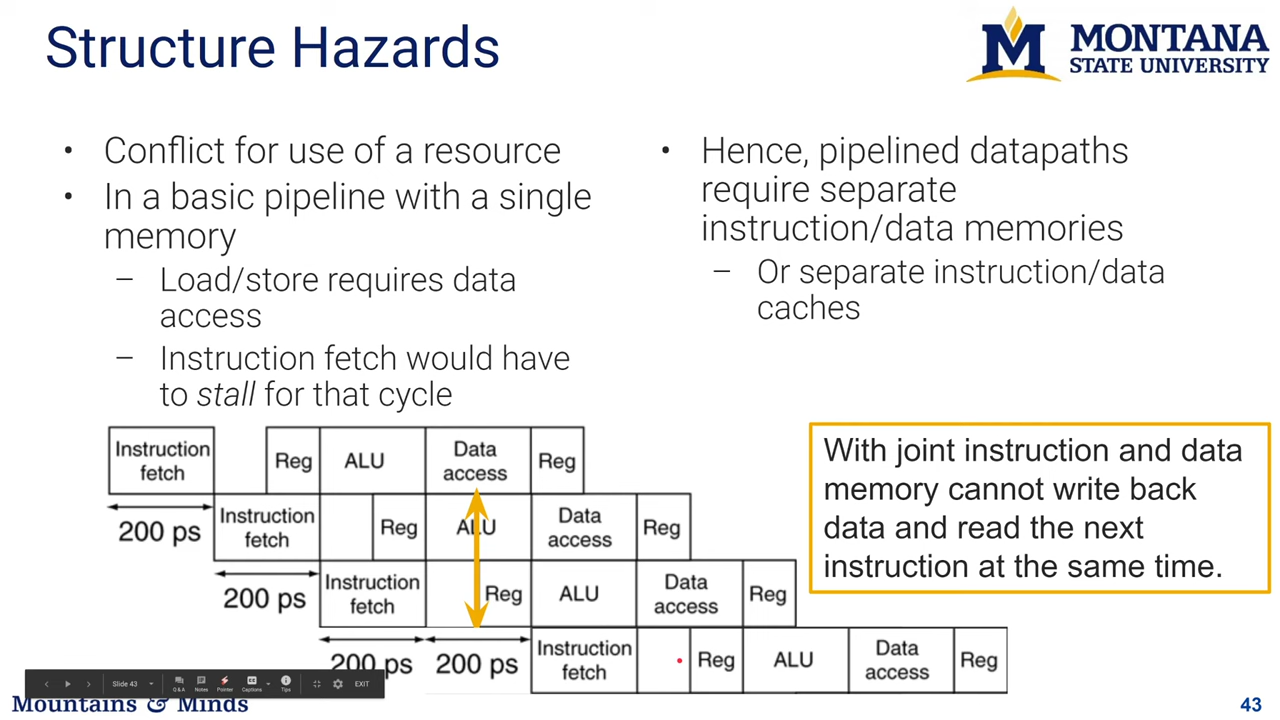 Structure Hazards
MONTANA
STATE UNIVERSITY
• Conflict for use of a resource
• In a basic pipeline with a single
memory
– Load/store requires data
access
– Instruction fetch would have
to stall for that cycle
• Hence, pipelined datapaths
require separate
instruction/data memories
– Or separate instruction/data
caches
Instruction
fetch
Reg
ALU
Data
access
Reg
200 ps
Instruction
fetch
Reg
ALU
Data
access
Reg
200 ps
Instruction
fetch
Reg
ALU
Data
access
Reg
200 ps
200 ps
Instruction
fetch
Reg
ALU
Data
access
Reg
With joint instruction and data
memory cannot write back
data and read the next
instruction at the same time.
Slide 43
Q&A
Notes
Pointer
Captions
Tips
EXIT
Mountains & Minds
43